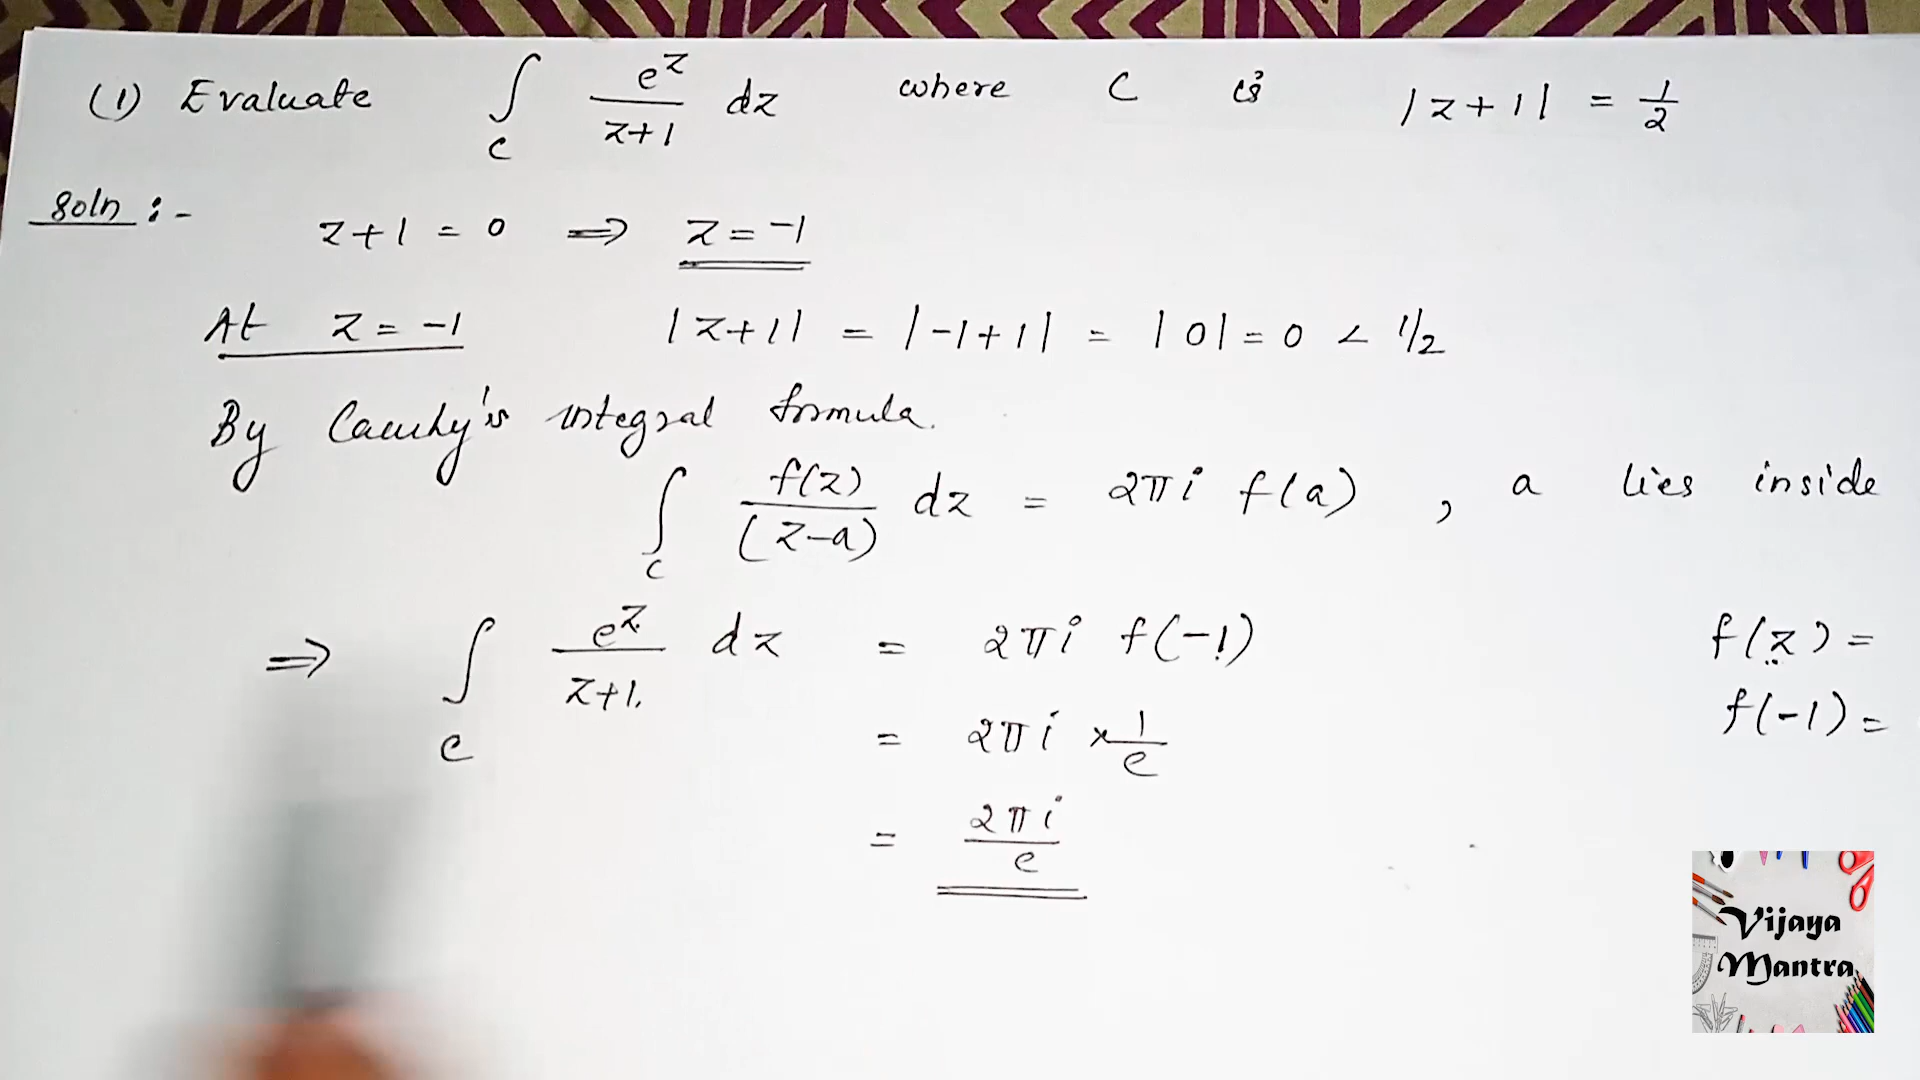 (1) Evaluate ∫_C e^z/(z+1) dz where C is |z+1| = 1/2
Soln :-
z+1 = 0 ⇒ z = -1
At z = -1 |z+1| = |-1+1| = |0| = 0 < 1/2
By Cauchy's integral formula.
∫_C f(z)/(z-a) dz = 2πi f(a) , a lies inside
⇒ ∫_C e^z/(z+1) dz = 2πi f(-1) f(z) =
= 2πi × 1/e f(-1) =
= 2πi/e
Vijaya
Mantra